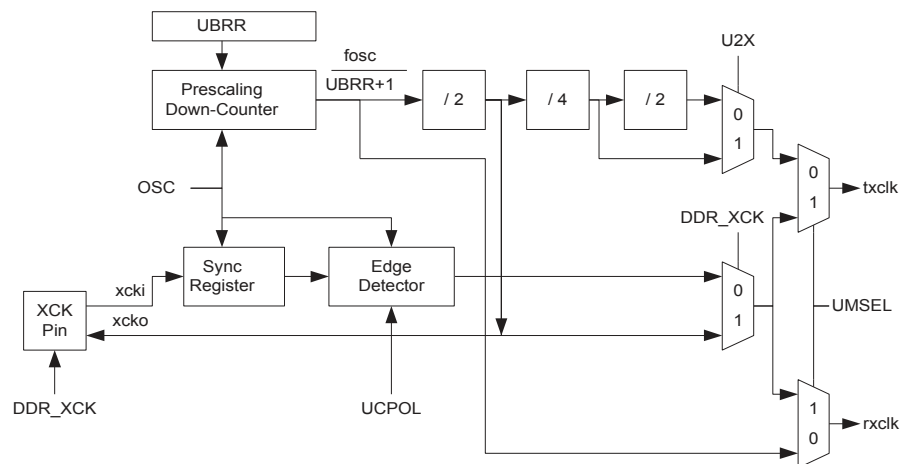 UBRR
fosc
U2X
Prescaling
Down-Counter
UBRR+1
/ 2
/ 4
/ 2
0
1
OSC
0
1
txclk
DDR_XCK
Sync
Register
Edge
Detector
xcki
0
1
UMSEL
XCK
Pin
xcko
DDR_XCK
UCPOL
1
0
rxclk